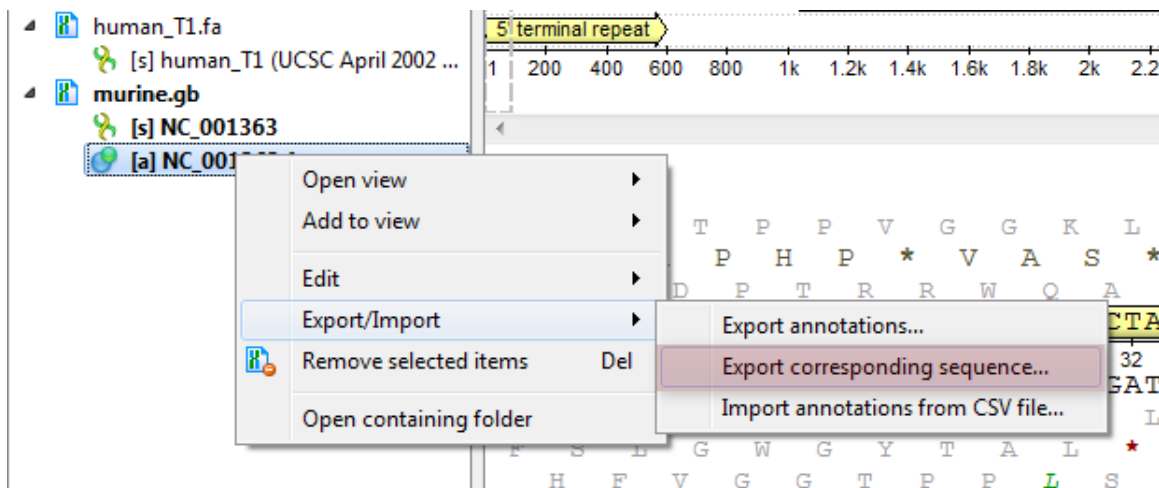 human_T1.fa
[s] human_T1 (UCSC April 2002 ...
murine.gb
[s] NC_001363
[a] NC_001
5' terminal repeat
1 200 400 600 800 1k 1.2k 1.4k 1.6k 1.8k 2k 2.2
Open view
Add to view
Edit
Export/Import
Remove selected items Del
Open containing folder
T P P V G G K L
P H P * V A S *
D P T R R W Q A
Export annotations...
CTA
Export corresponding sequence...
32
GAT
Import annotations from CSV file...
L
F S L G W G Y T A L *
H F V G G T P P L S